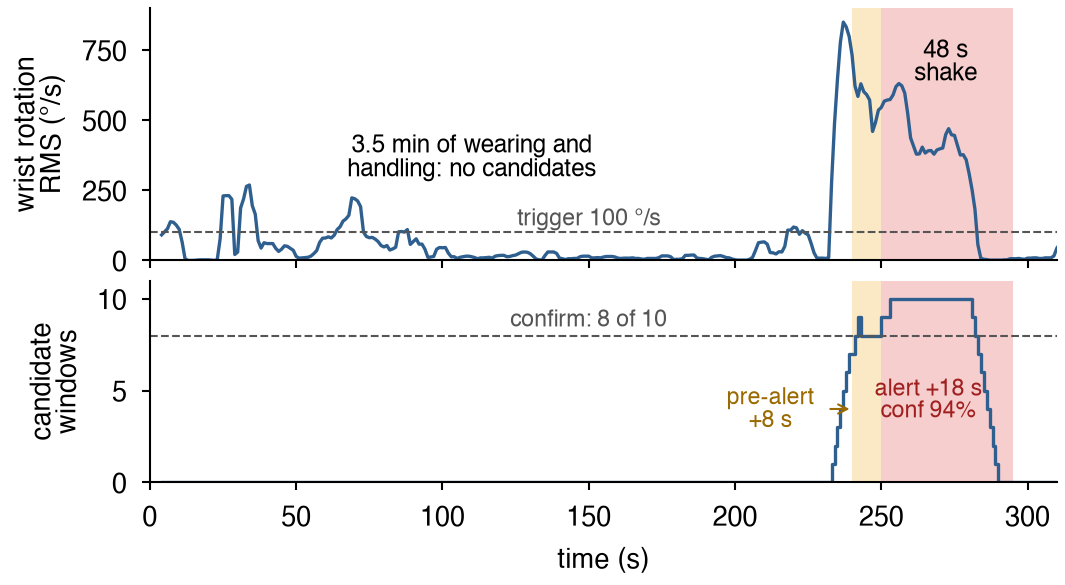 wrist rotation
RMS (°/s)
750
500
250
0
3.5 min of wearing and
handling: no candidates
trigger 100 °/s
48 s
shake
candidate
windows
10
5
0
confirm: 8 of 10
pre-alert
+8 s
alert +18 s
conf 94%
0 50 100 150 200 250 300
time (s)